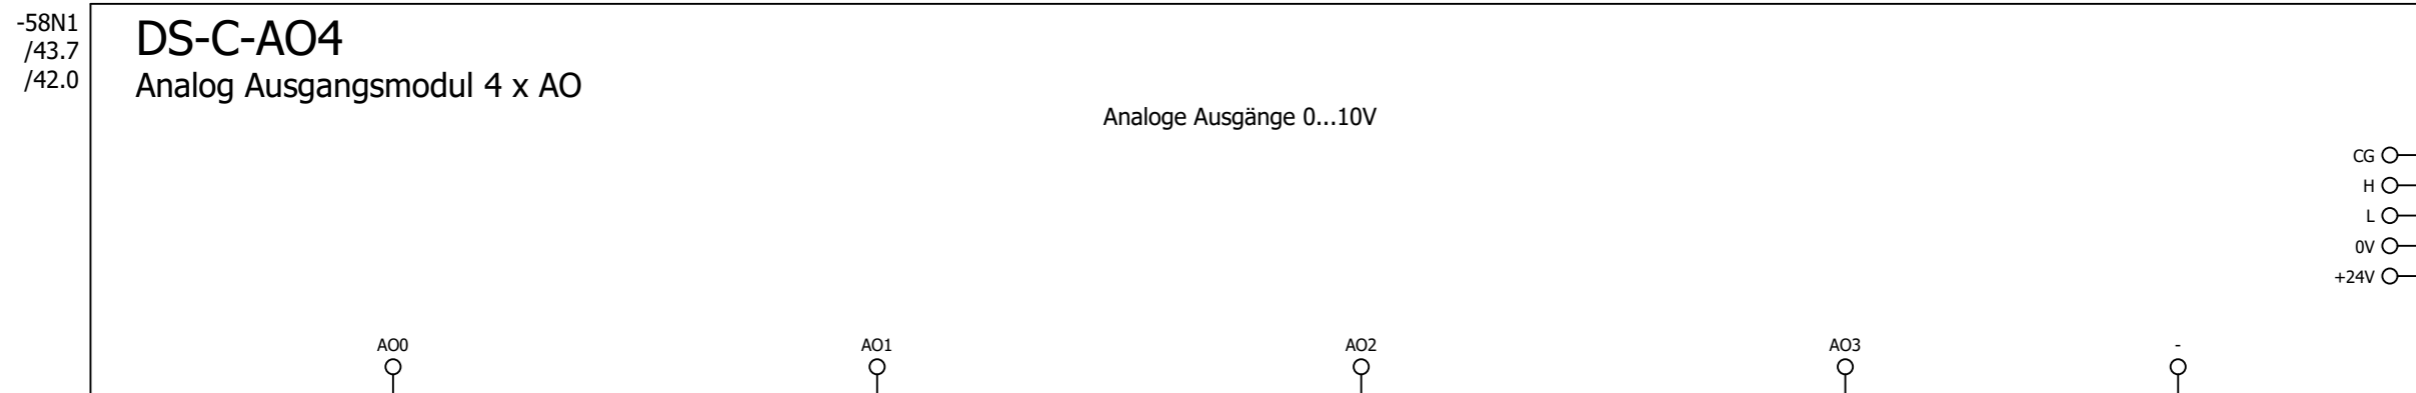 -58N1
/43.7
/42.0
DS-C-AO4
Analog Ausgangsmodul 4 x AO
Analoge Ausgänge 0...10V
CG
H
L
0V
+24V
AO0 AO1 AO2 AO3 -